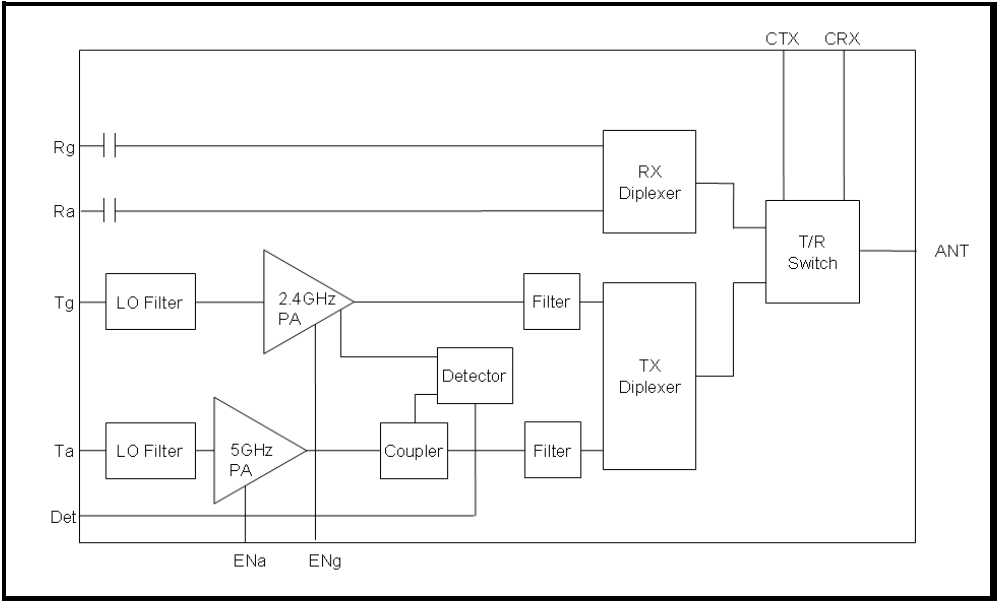 CTX CRX
Rg
RX
Diplexer
Ra
T/R
Switch
ANT
Tg
LO Filter
2.4GHz
PA
Filter
TX
Diplexer
Detector
Ta
LO Filter
5GHz
PA
Coupler
Filter
Det
ENa
ENg